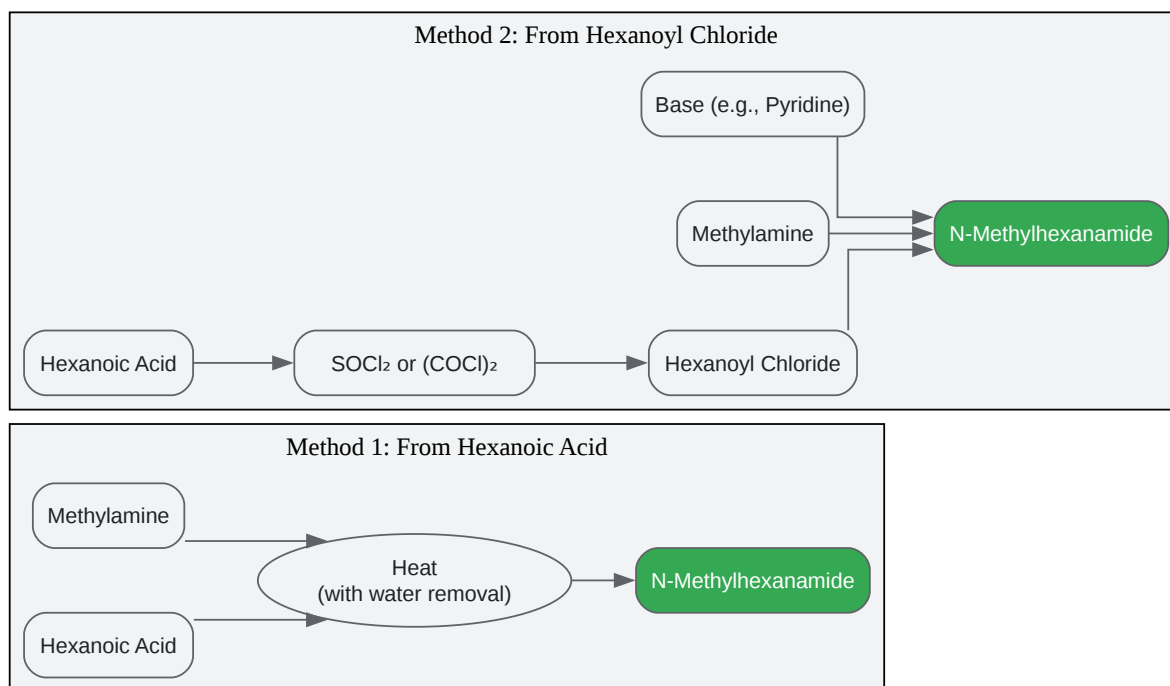 Method 2: From Hexanoyl Chloride
Base (e.g., Pyridine)
Methylamine
N-Methylhexanamide
Hexanoic Acid
SOCl₂ or (COCl)₂
Hexanoyl Chloride
Method 1: From Hexanoic Acid
Methylamine
Heat
(with water removal)
N-Methylhexanamide
Hexanoic Acid